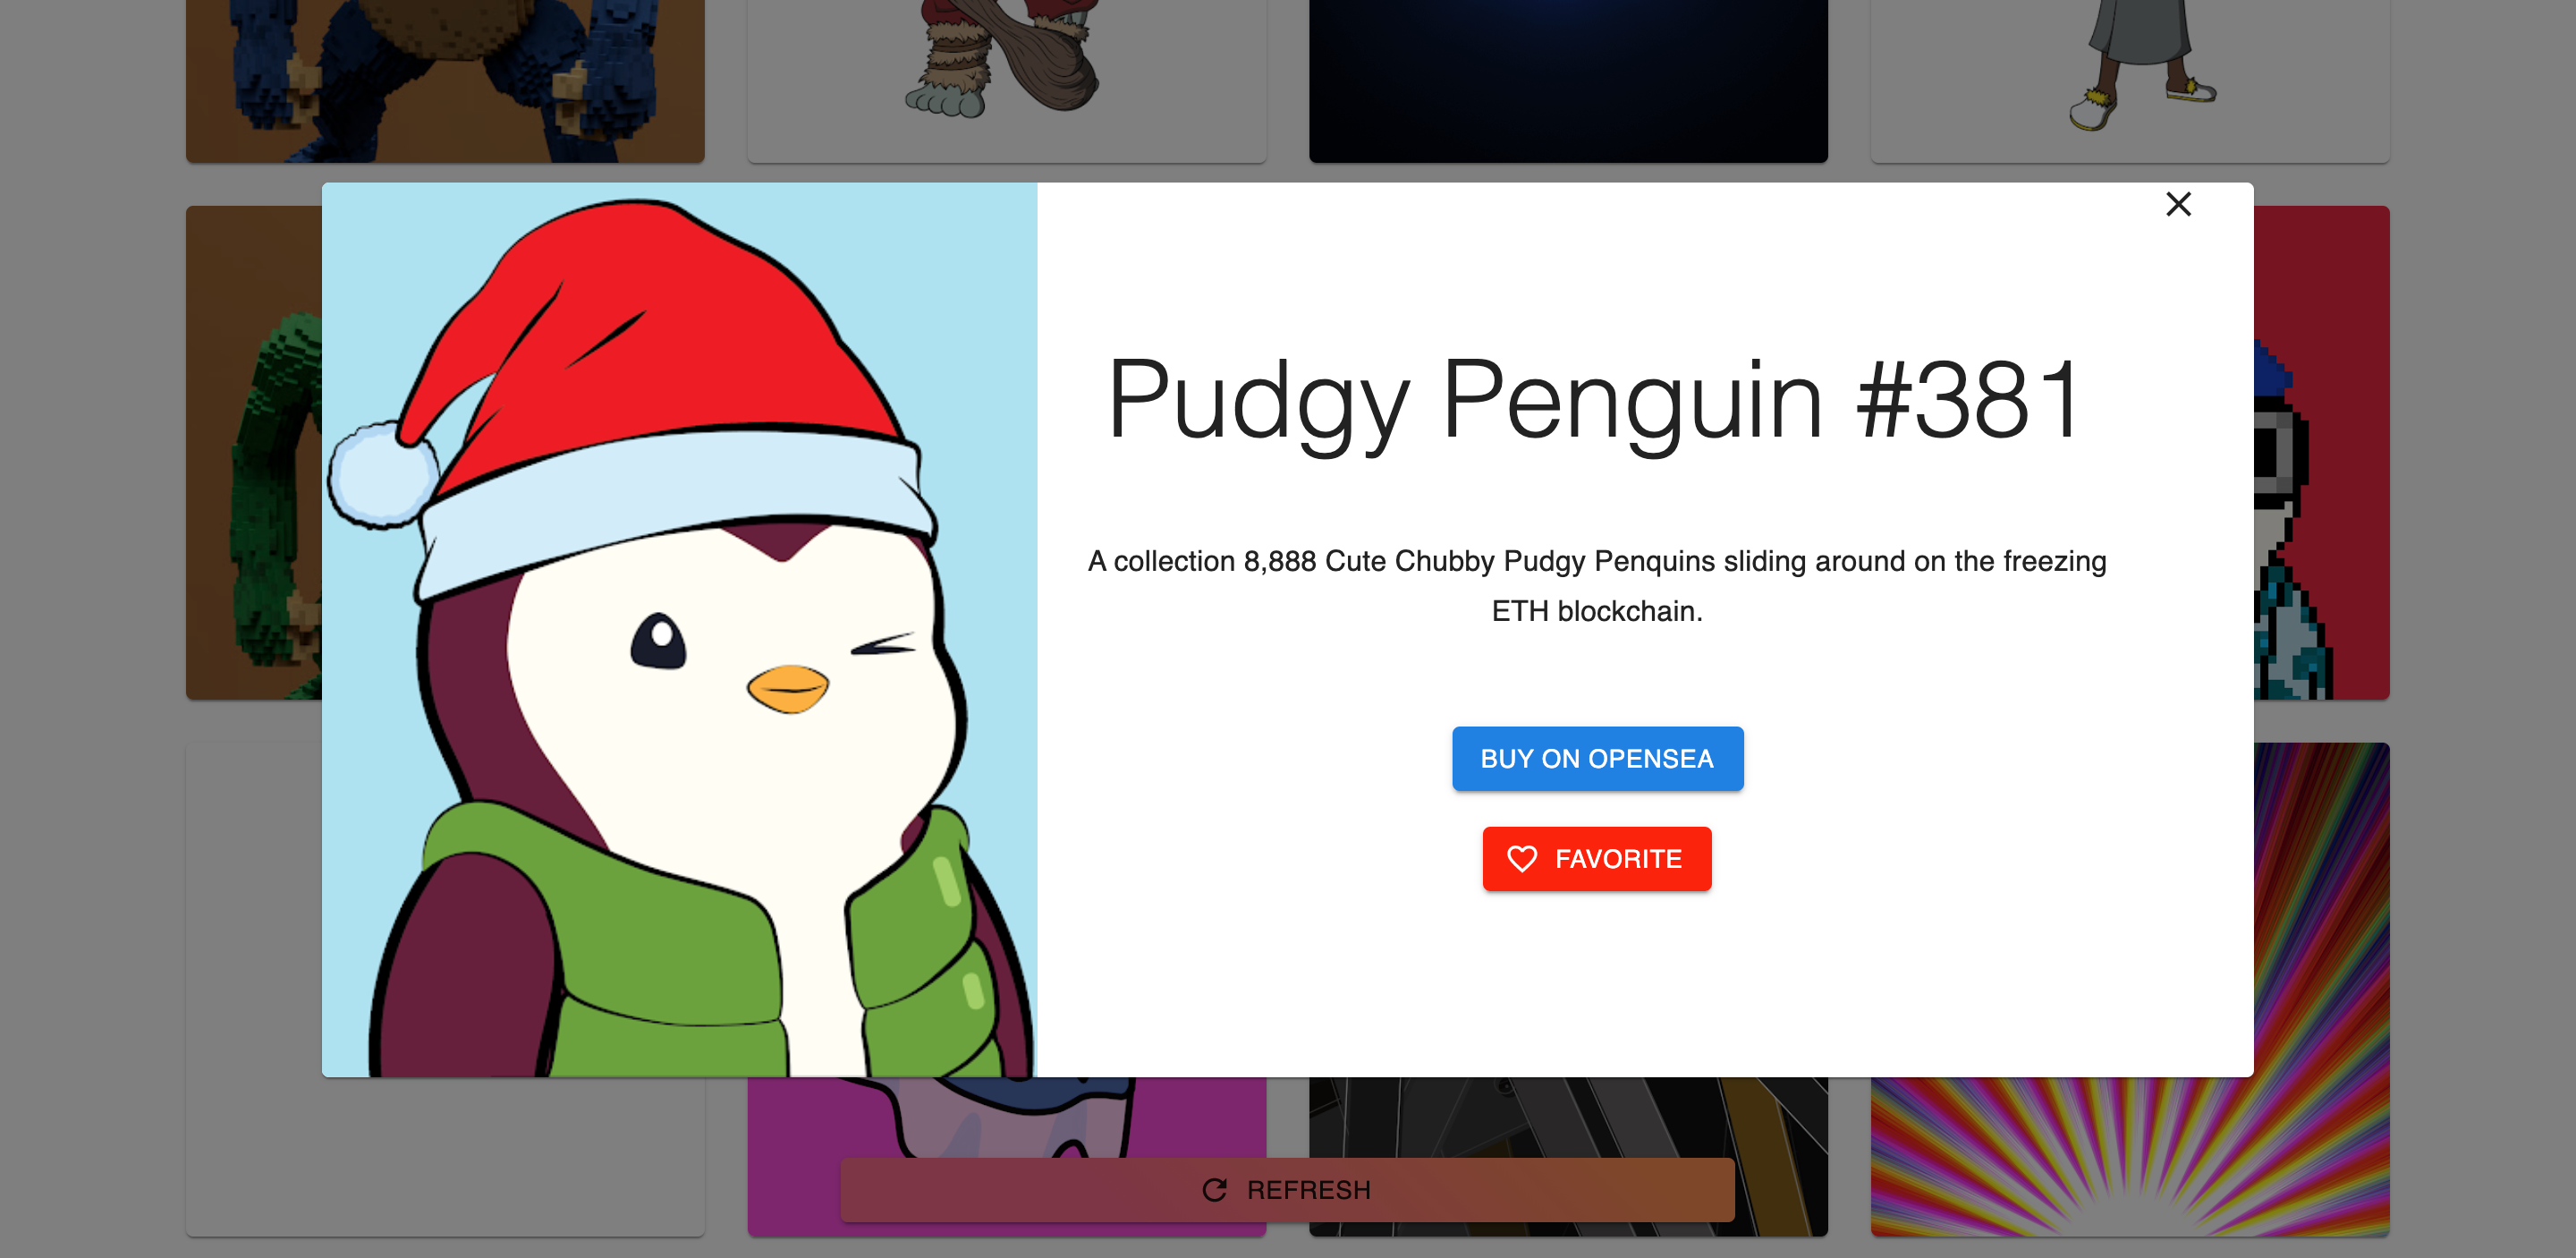 Pudgy Penguin #381
A collection 8,888 Cute Chubby Pudgy Penquins sliding around on the freezing
ETH blockchain.
BUY ON OPENSEA
FAVORITE
REFRESH